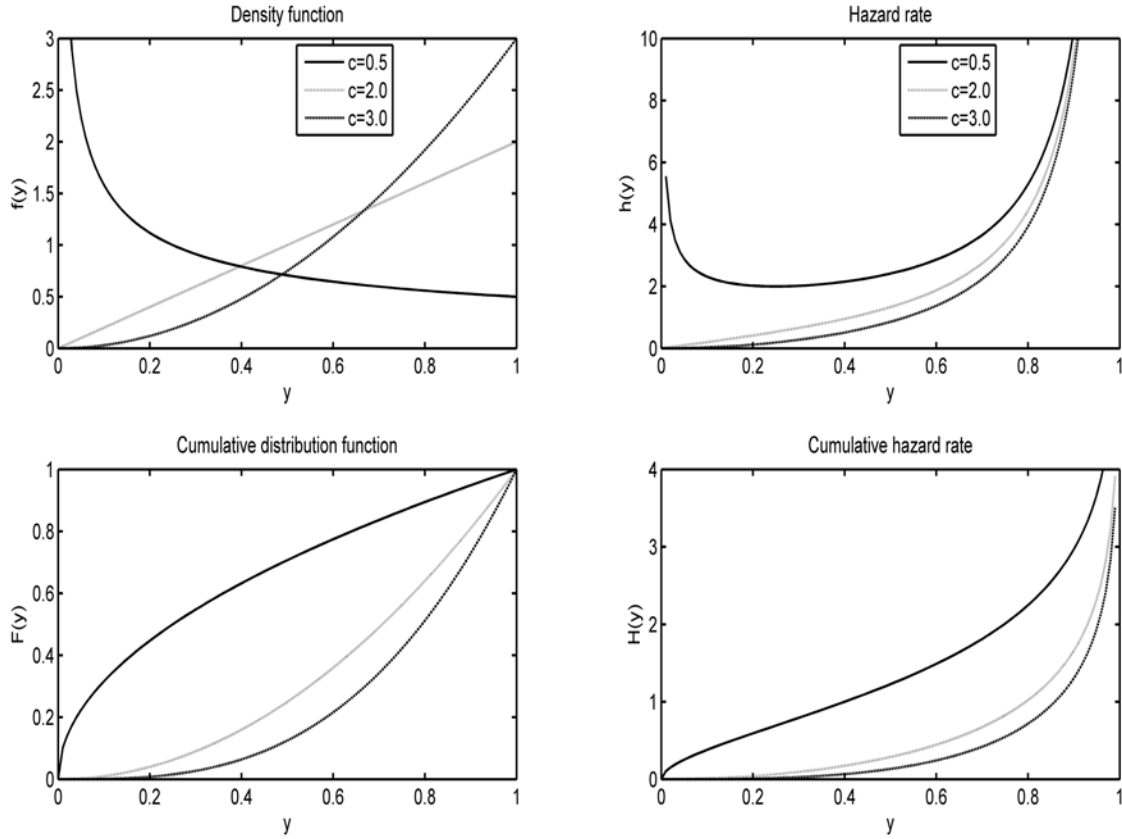 Density function
3
2.5
2
1.5
1
0.5
0
f(y)
c=0.5
c=2.0
c=3.0
0 0.2 0.4 0.6 0.8 1
y
Hazard rate
10
8
6
4
2
0
h(y)
c=0.5
c=2.0
c=3.0
0 0.2 0.4 0.6 0.8 1
y
Cumulative distribution function
1
0.8
0.6
0.4
0.2
0
F(y)
0 0.2 0.4 0.6 0.8 1
y
Cumulative hazard rate
4
3
2
1
0
H(y)
0 0.2 0.4 0.6 0.8 1
y